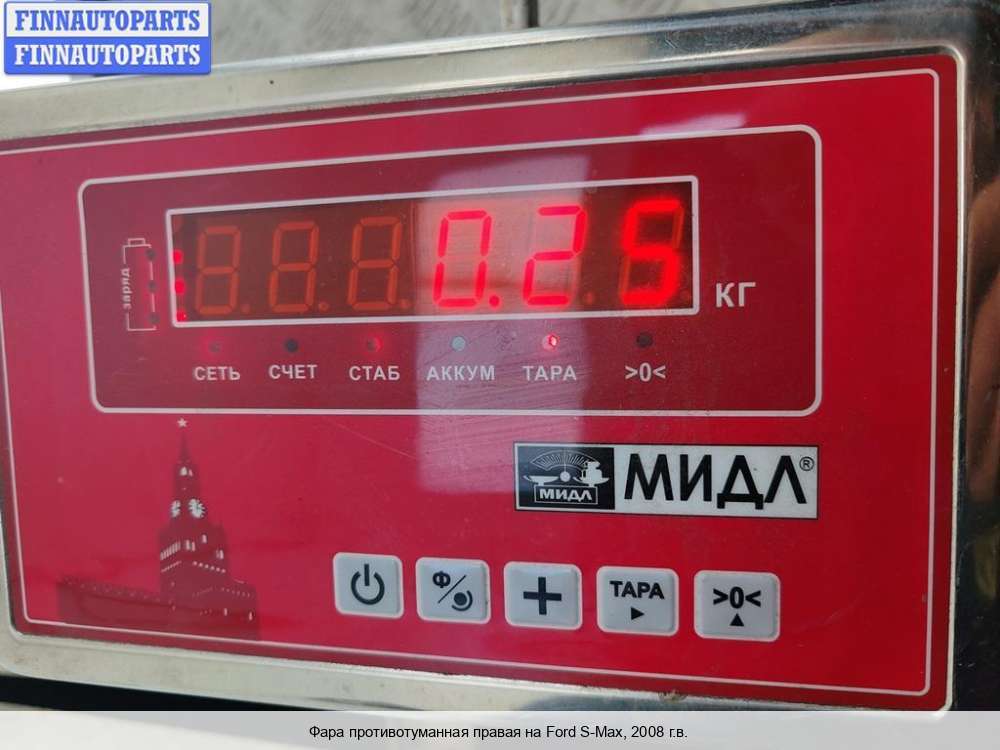 FINNAUTOPARTS
FINNAUTOPARTS
заряд
0.25
КГ
СЕТЬ СЧЕТ СТАБ АККУМ ТАРА >0<
МИДЛ
МИДЛ®
Ф
ТАРА
>0<
Фара противотуманная правая на Ford S-Max, 2008 г.в.